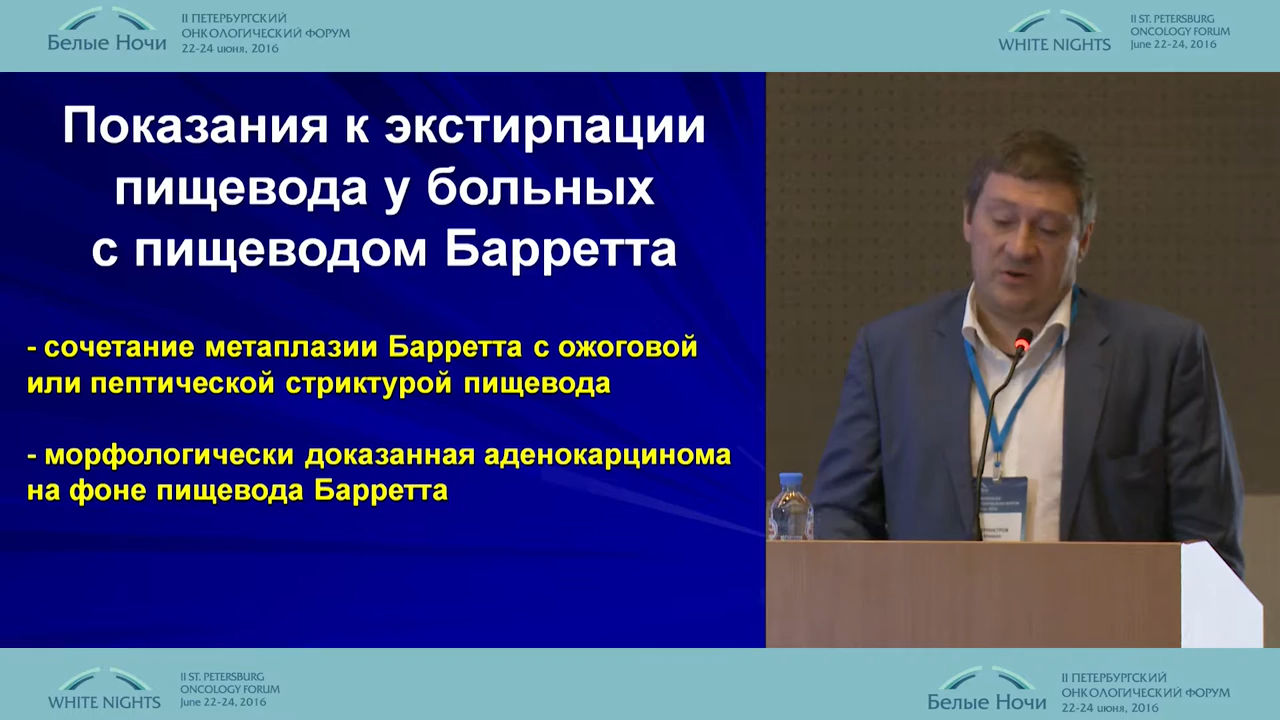 Белые Ночи
II ПЕТЕРБУРГСКИЙ
ОНКОЛОГИЧЕСКИЙ ФОРУМ
22-24 июня, 2016
WHITE NIGHTS
II ST. PETERSBURG
ONCOLOGY FORUM
June 22-24, 2016
Показания к экстирпации
пищевода у больных
с пищеводом Барретта
- сочетание метаплазии Барретта с ожоговой
или пептической стриктурой пищевода
- морфологически доказанная аденокарцинома
на фоне пищевода Барретта
WHITE NIGHTS
II ST. PETERSBURG
ONCOLOGY FORUM
June 22-24, 2016
Белые Ночи
II ПЕТЕРБУРГСКИЙ
ОНКОЛОГИЧЕСКИЙ ФОРУМ
22-24 июня, 2016